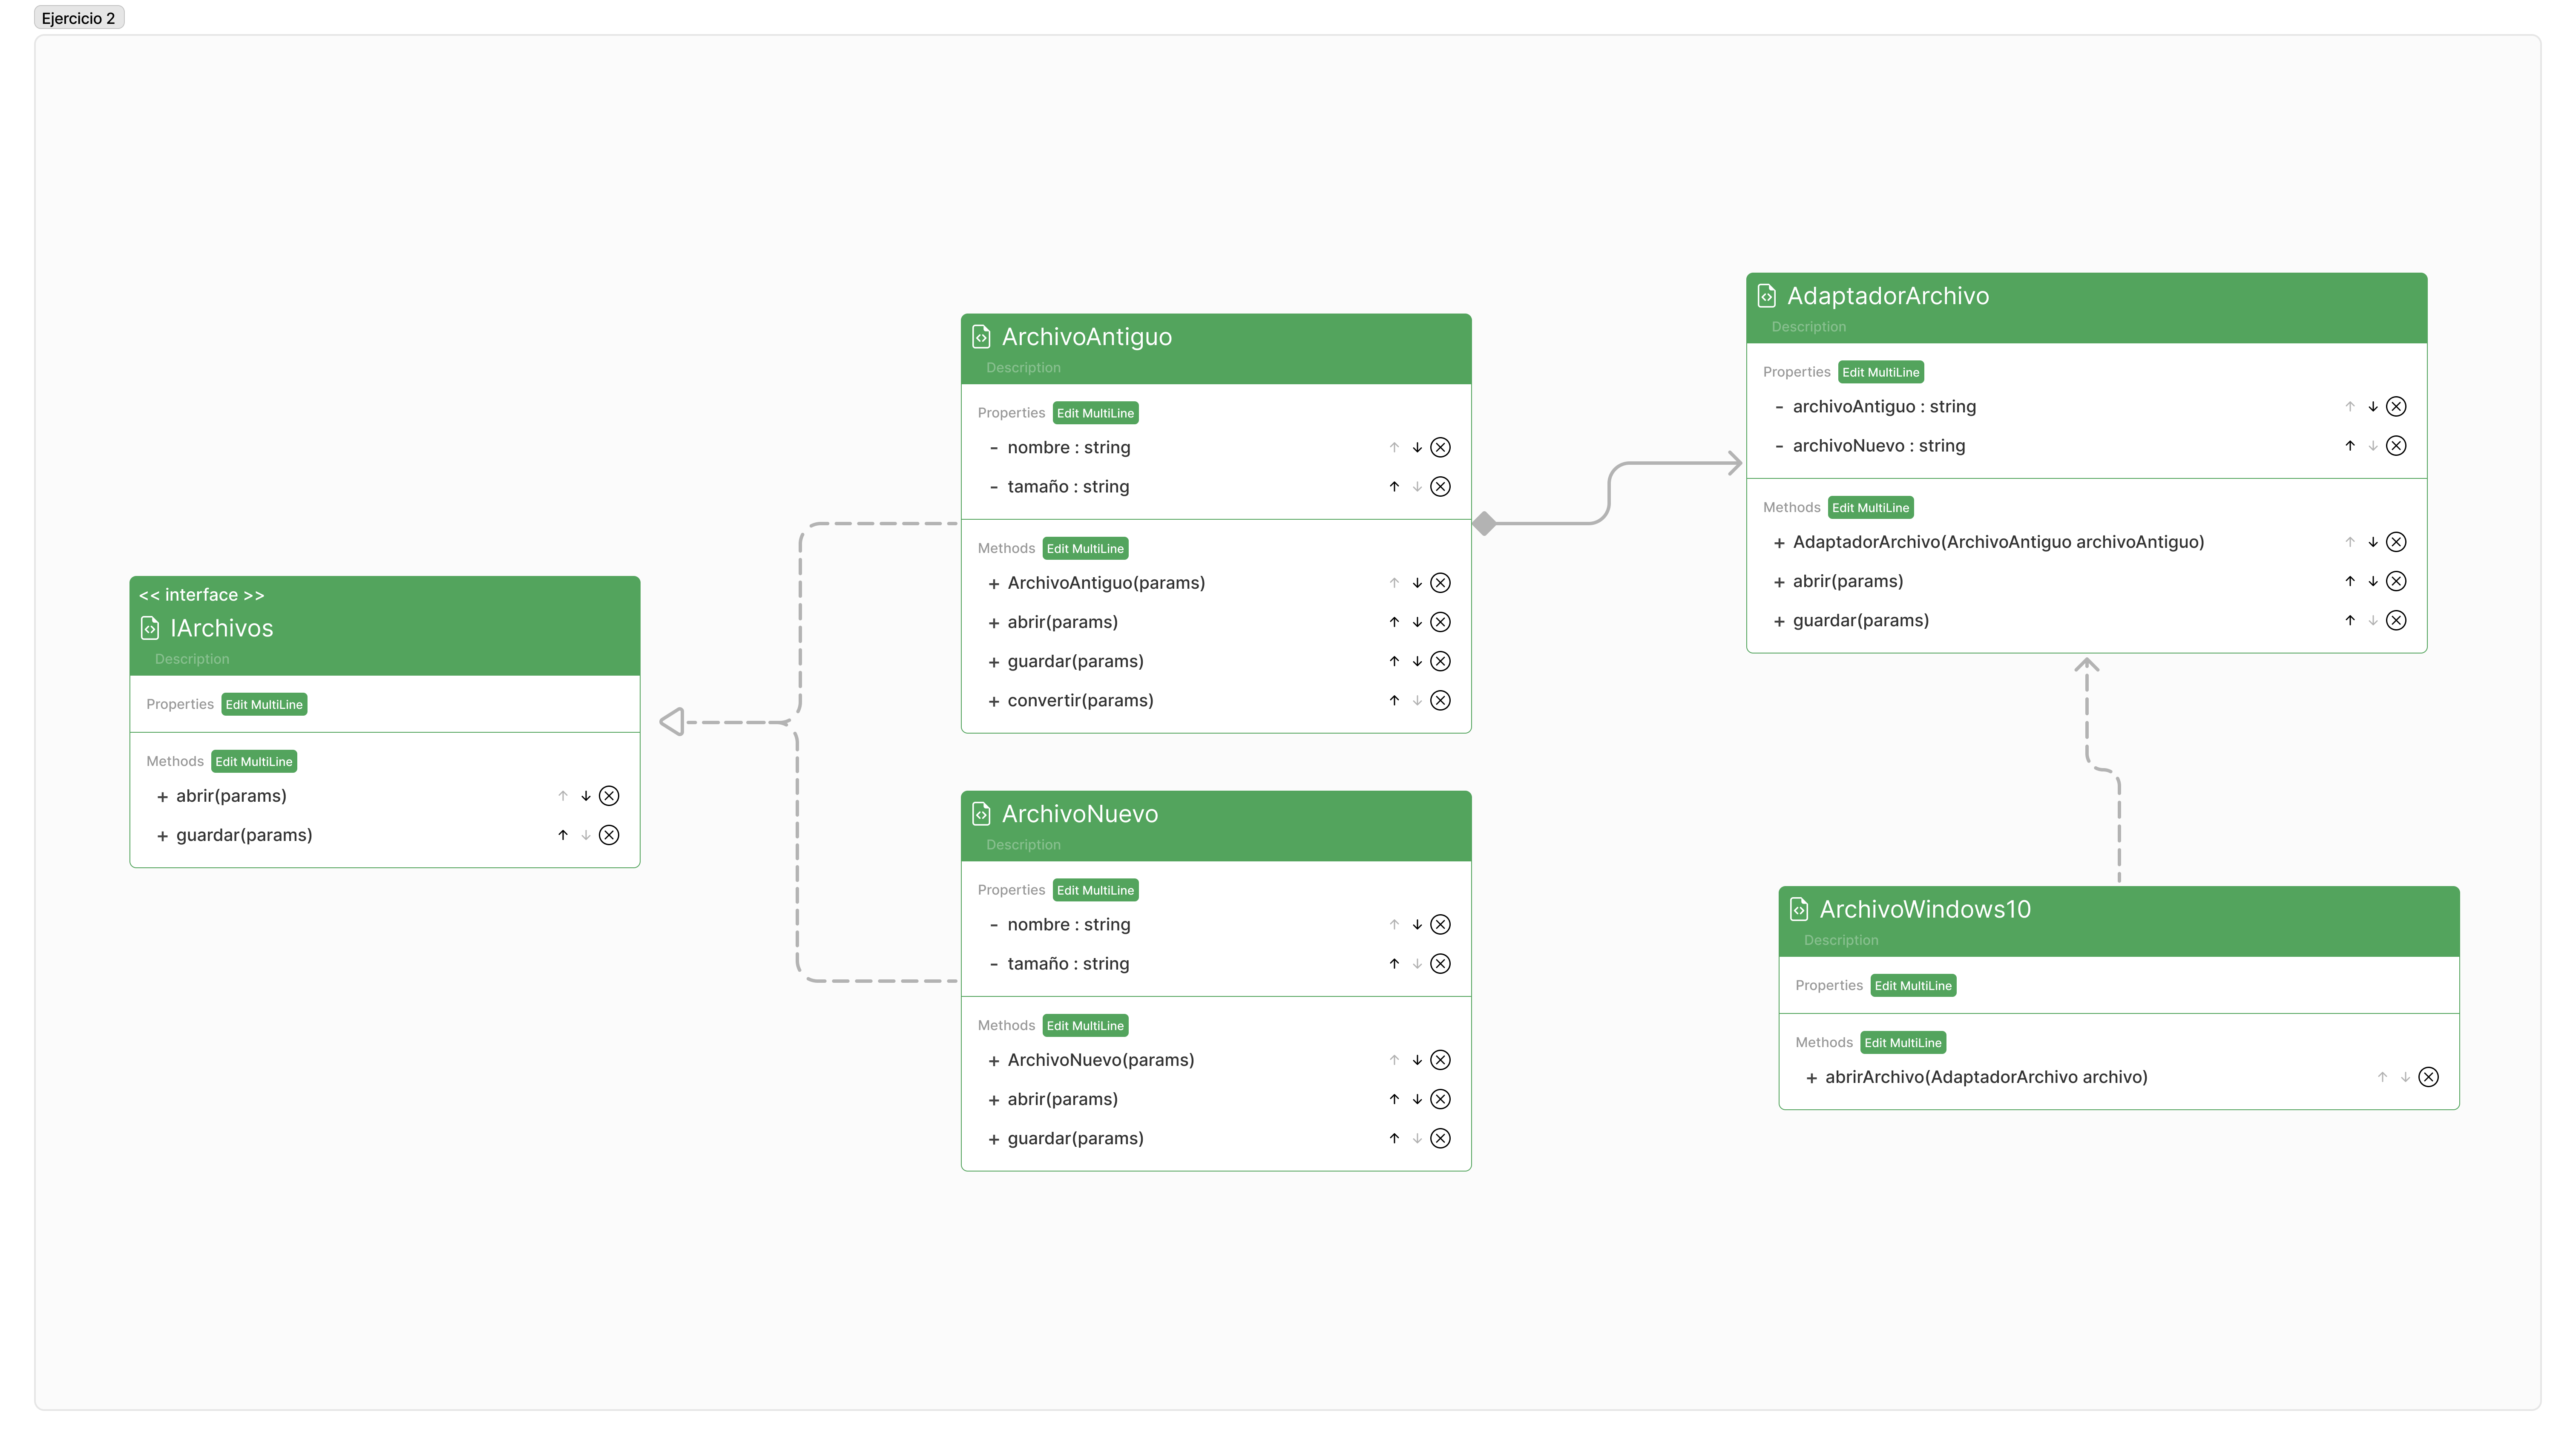 Ejercicio 2
<< interface >>
IArchivos
Description
Properties Edit MultiLine
Methods Edit MultiLine
+ abrir(params)
+ guardar(params)
ArchivoAntiguo
Description
Properties Edit MultiLine
- nombre : string
- tamaño : string
Methods Edit MultiLine
+ ArchivoAntiguo(params)
+ abrir(params)
+ guardar(params)
+ convertir(params)
ArchivoNuevo
Description
Properties Edit MultiLine
- nombre : string
- tamaño : string
Methods Edit MultiLine
+ ArchivoNuevo(params)
+ abrir(params)
+ guardar(params)
AdaptadorArchivo
Description
Properties Edit MultiLine
- archivoAntiguo : string
- archivoNuevo : string
Methods Edit MultiLine
+ AdaptadorArchivo(ArchivoAntiguo archivoAntiguo)
+ abrir(params)
+ guardar(params)
ArchivoWindows10
Description
Properties Edit MultiLine
Methods Edit MultiLine
+ abrirArchivo(AdaptadorArchivo archivo)